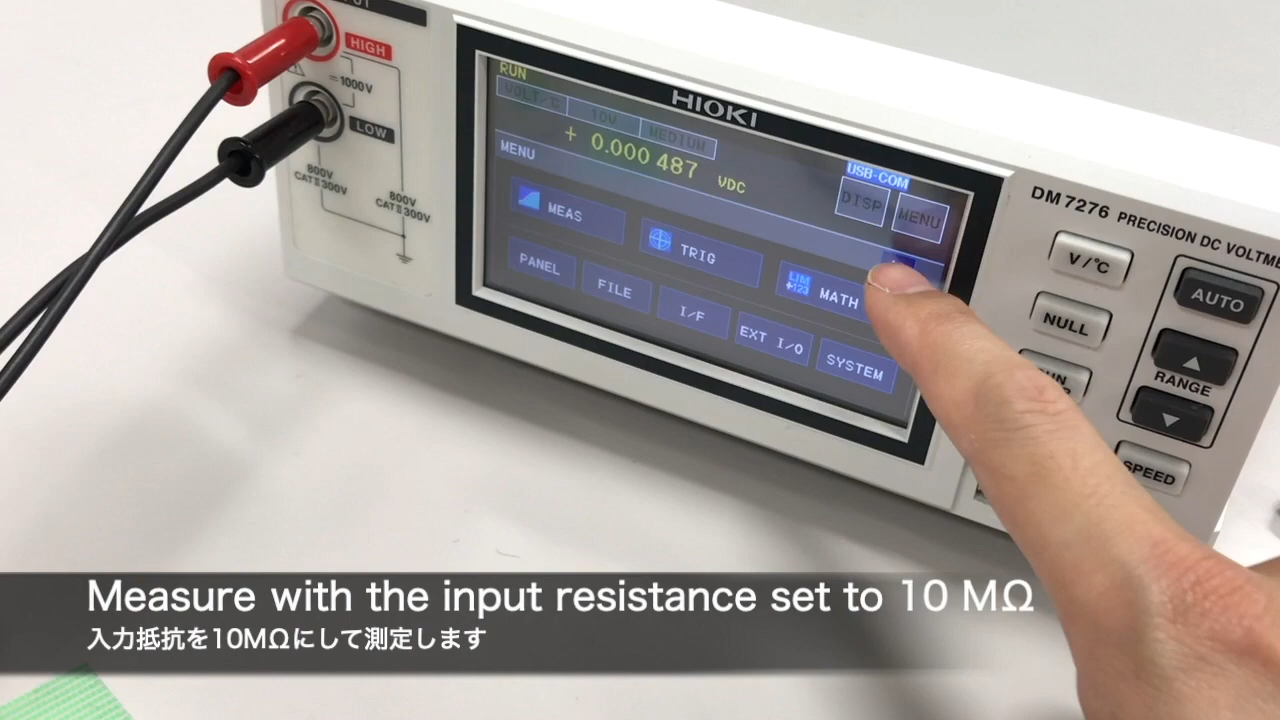 HIGH
⎓1000V
LOW
800V
CATⅡ300V
800V
CATⅡ300V
HIOKI
RUN
VOLT/℃ 10V MEDIUM
+ 0.000 487 VDC
USB-COM
DISP MENU
MENU
MEAS TRIG MATH
PANEL FILE I/F EXT I/O SYSTEM
DM7276 PRECISION DC VOLTME
V/℃
NULL
SPEED
AUTO
▲
RANGE
▼
Measure with the input resistance set to 10 MΩ
入力抵抗を10MΩにして測定します